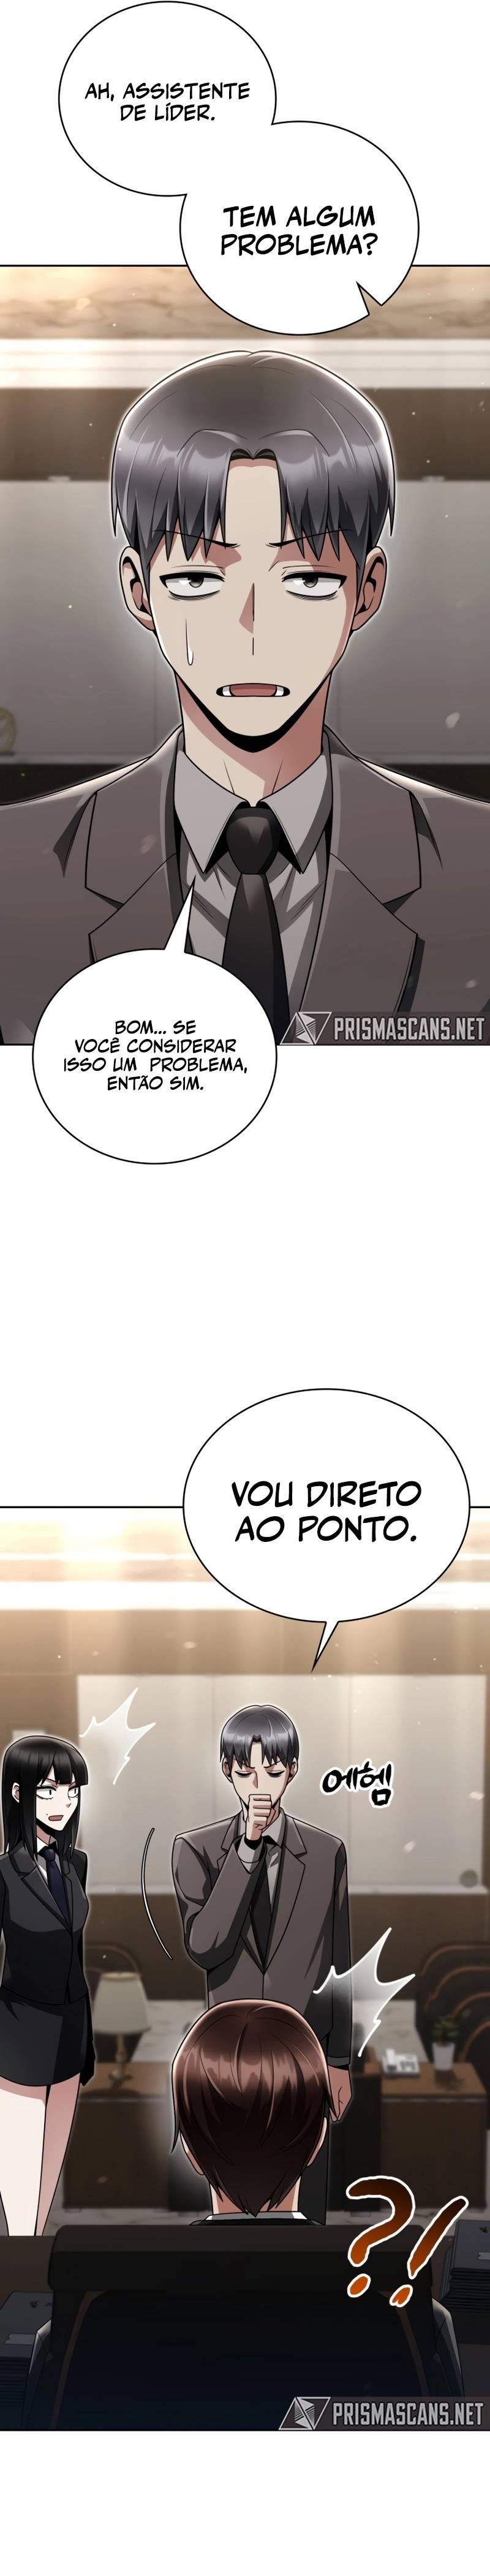 AH, ASSISTENTE
DE LÍDER.
TEM ALGUM
PROBLEMA?
BOM... SE
VOCÊ CONSIDERAR
ISSO UM PROBLEMA,
ENTÃO SIM.
PRISMASCANS.NET
VOU DIRETO
AO PONTO.
에헴
?!
PRISMASCANS.NET